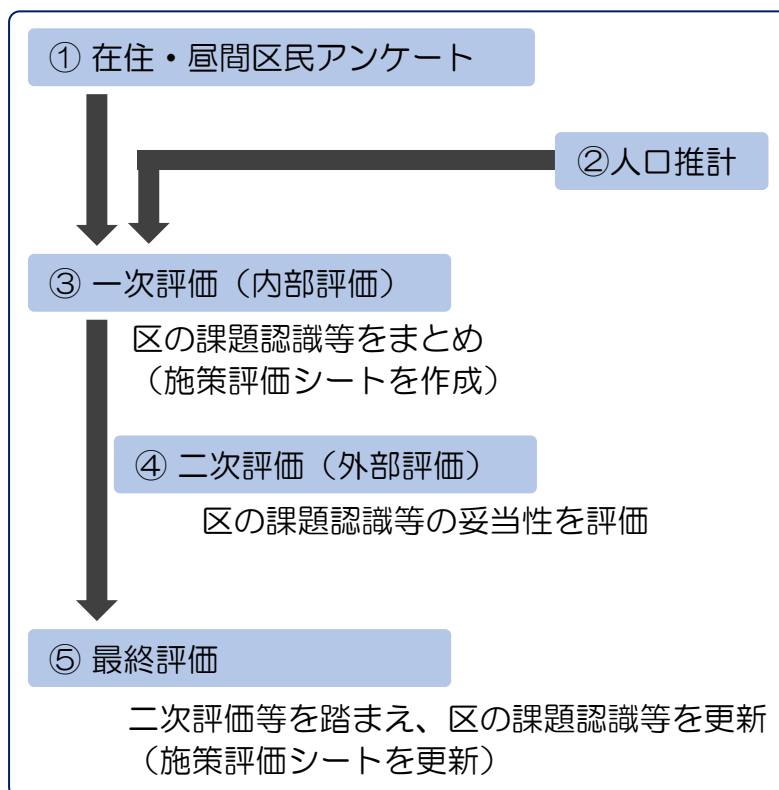 ① 在住・昼間区民アンケート
②人口推計
③ 一次評価（内部評価）
区の課題認識等をまとめ
（施策評価シートを作成）
④ 二次評価（外部評価）
区の課題認識等の妥当性を評価
⑤ 最終評価
二次評価等を踏まえ、区の課題認識等を更新
（施策評価シートを更新）